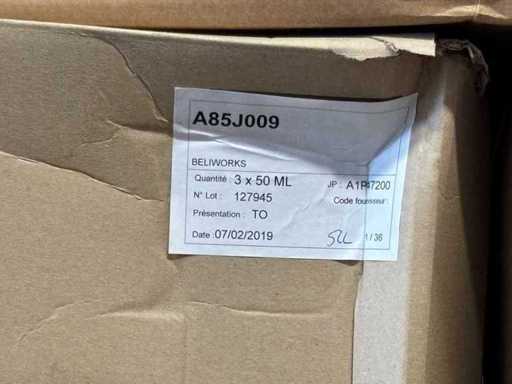 A85J009
BELIWORKS
Quantité : 3 x 50 ML JP : A1P47200
N° Lot : 127945 Code fournisseur :
Présentation : TO
Date : 07/02/2019 1 / 36